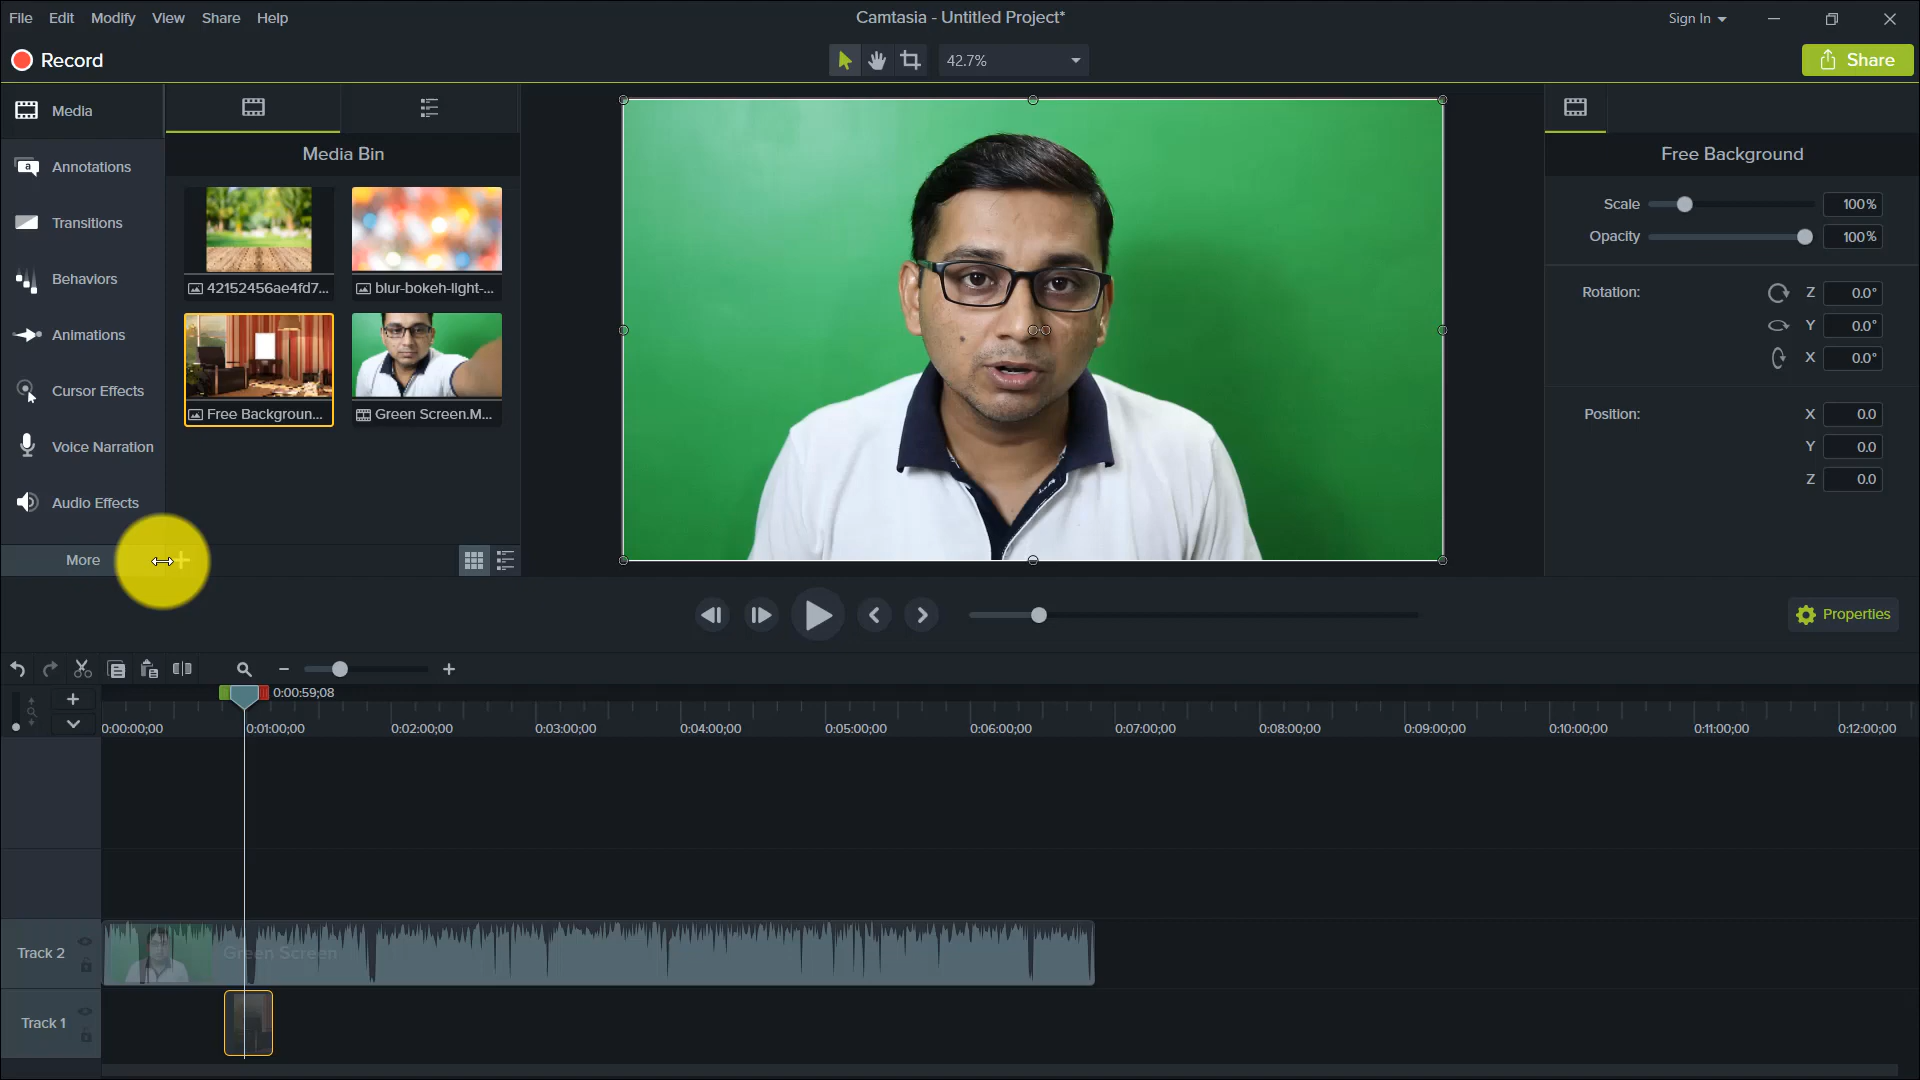 File Edit Modify View Share Help
Camtasia - Untitled Project*
Sign In
Record
42.7%
Share
Media
Annotations
Transitions
Behaviors
Animations
Cursor Effects
Voice Narration
Audio Effects
More
Media Bin
42152456ae4fd7...
blur-bokeh-light-...
Free Backgroun...
Green Screen.M...
Free Background
Scale 100%
Opacity 100%
Rotation: Z 0.0°
Y 0.0°
X 0.0°
Position: X 0.0
Y 0.0
Z 0.0
Properties
0:00:59;08
0:00:00;00 0:01:00;00 0:02:00;00 0:03:00;00 0:04:00;00 0:05:00;00 0:06:00;00 0:07:00;00 0:08:00;00 0:09:00;00 0:10:00;00 0:11:00;00 0:12:00;00
Track 2
Green Screen
Track 1